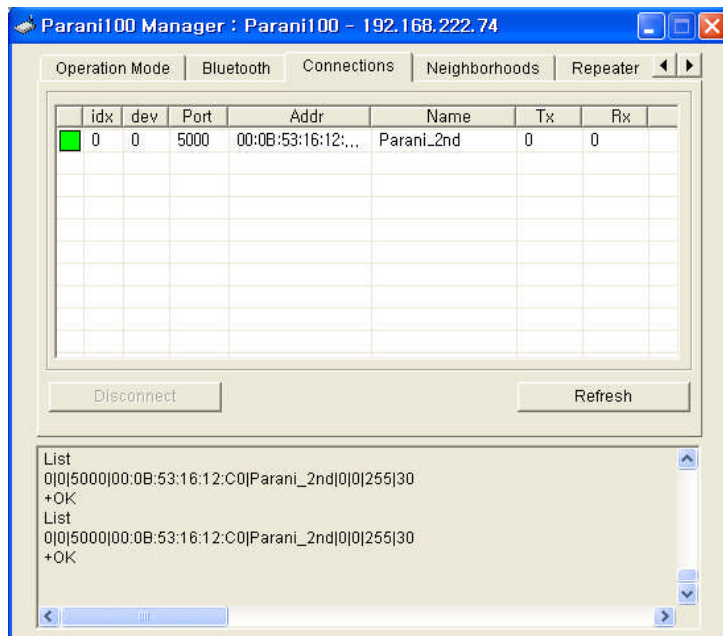 Parani100 Manager : Parani100 - 192.168.222.74
Operation Mode Bluetooth Connections Neighborhoods Repeater
idx dev Port Addr Name Tx Rx
0 0 5000 00:0B:53:16:12:... Parani_2nd 0 0
Disconnect Refresh
List
0|0|5000|00:0B:53:16:12:C0|Parani_2nd|0|0|255|30
+OK
List
0|0|5000|00:0B:53:16:12:C0|Parani_2nd|0|0|255|30
+OK